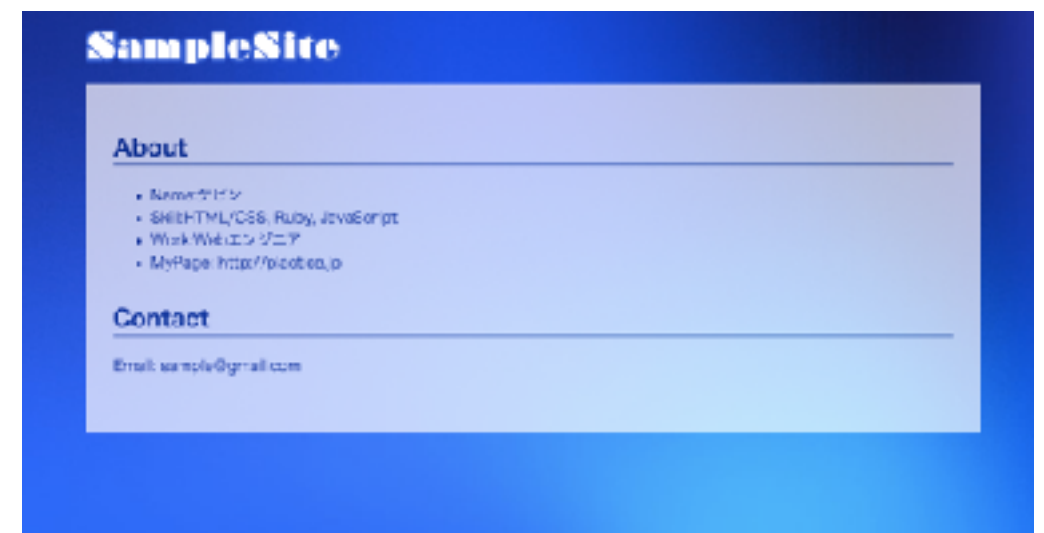 SampleSite
About
Name:
Skill:HTML/CSS, Ruby, JavaScript
Work:Webエンジニア
MyPage: http://
Contact
Email: sample@gmail.com